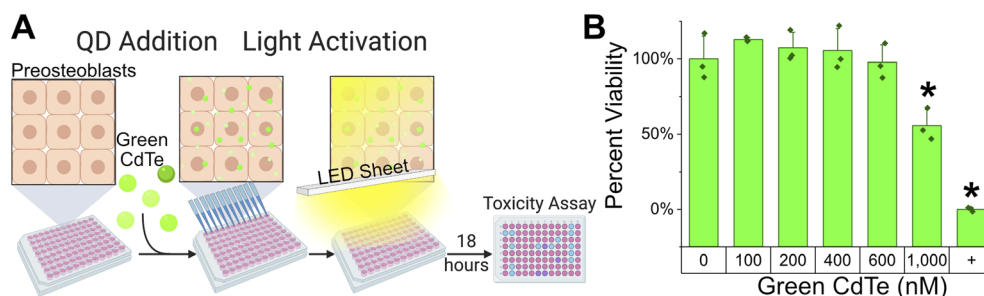 A
QD Addition
Light Activation
Preosteoblasts
Green
CdTe
LED Sheet
18
hours
Toxicity Assay
B
Percent Viability
100%
50%
0%
*
*
0
100
200
400
600
1,000
+
Green CdTe (nM)